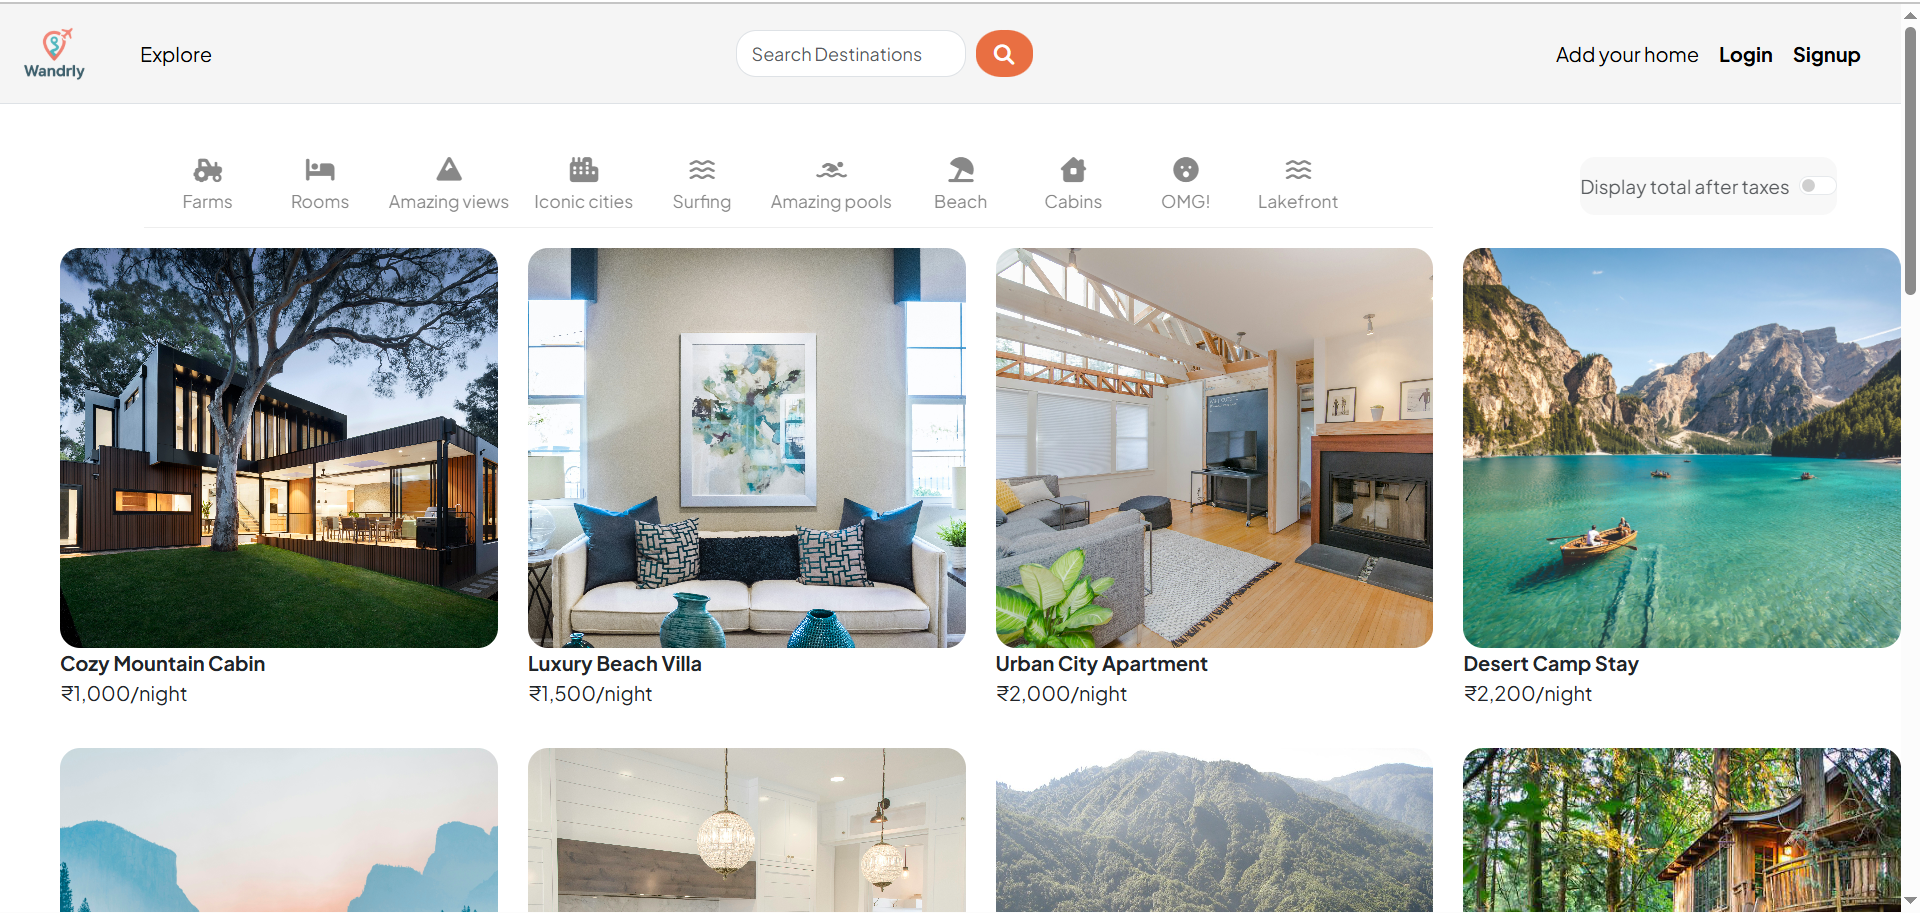 Wandrly
Explore
Search Destinations
Add your home
Login
Signup
Farms
Rooms
Amazing views
Iconic cities
Surfing
Amazing pools
Beach
Cabins
OMG!
Lakefront
Display total after taxes
Cozy Mountain Cabin
₹1,000/night
Luxury Beach Villa
₹1,500/night
Urban City Apartment
₹2,000/night
Desert Camp Stay
₹2,200/night